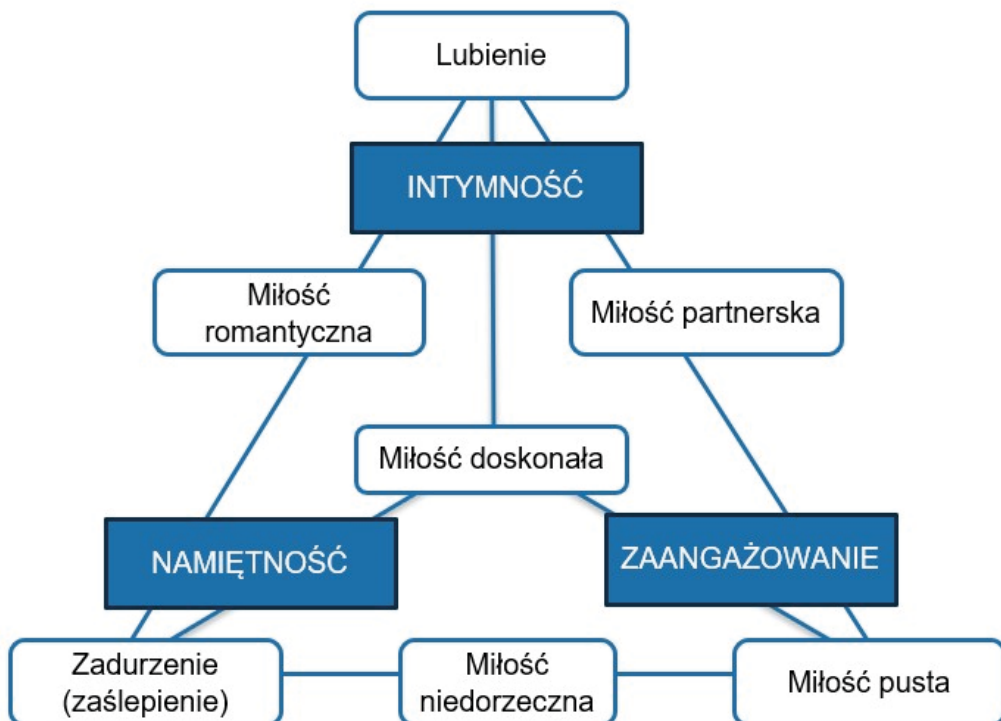 Lubienie
INTYMNOŚĆ
Miłość
romantyczna
Miłość partnerska
Miłość doskonała
NAMIĘTNOŚĆ
ZAANGAŻOWANIE
Zadurzenie
(zaślepienie)
Miłość
niedorzeczna
Miłość pusta